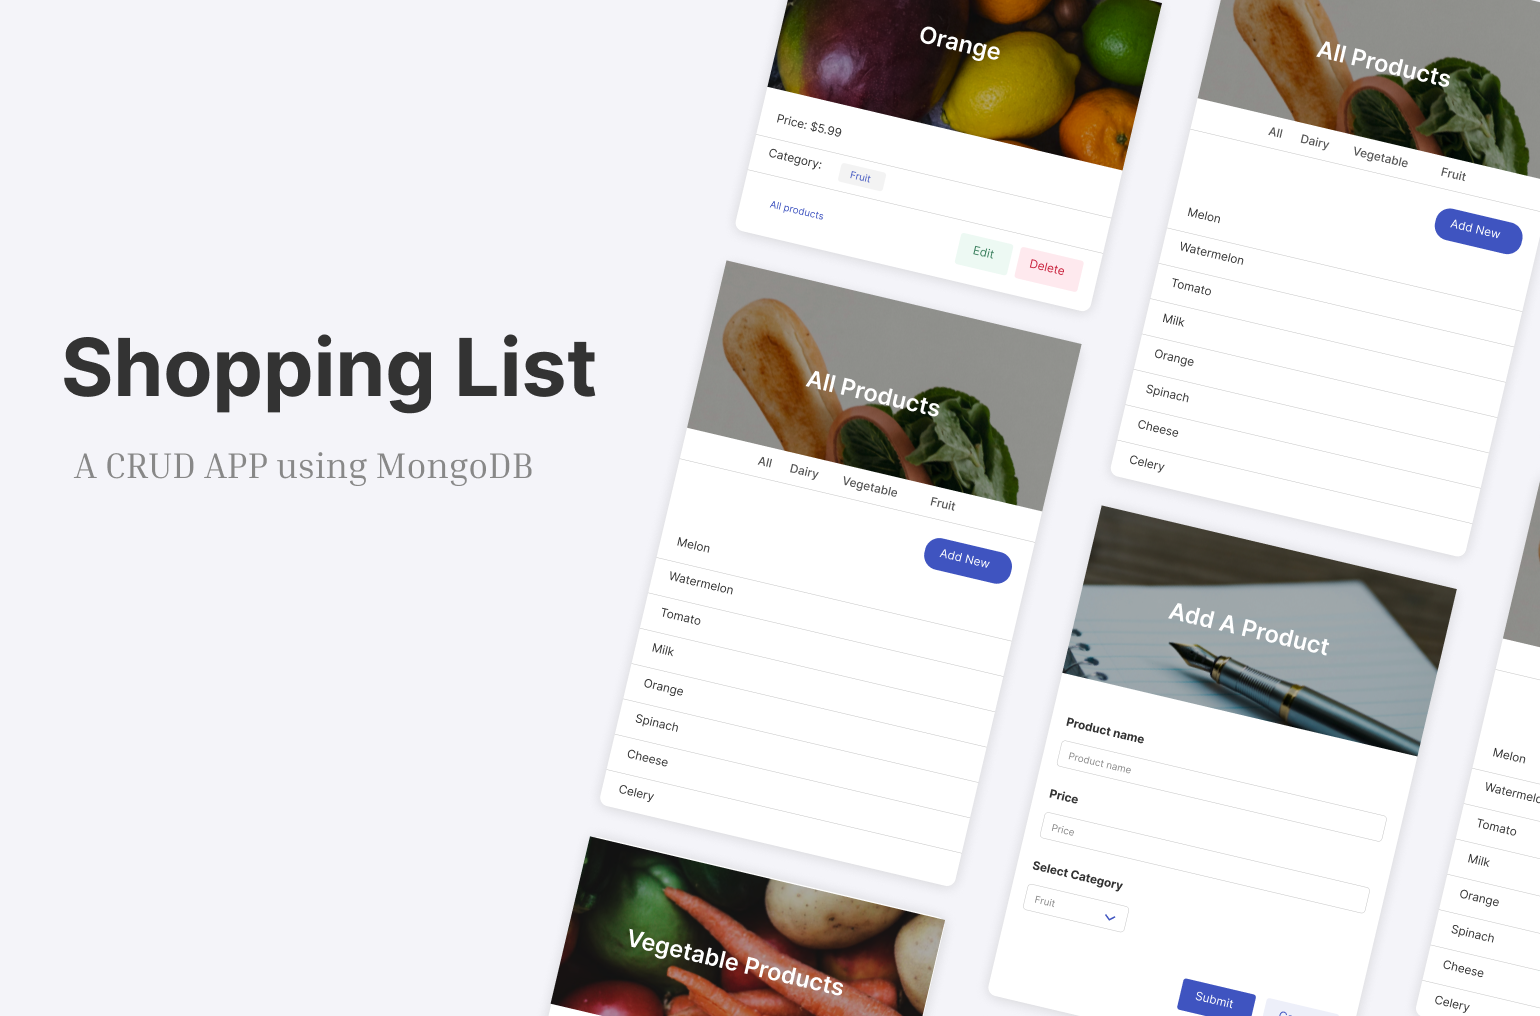 Shopping List
A CRUD APP using MongoDB
Orange
Price: $5.99
Category:
Fruit
All products
Edit
Delete
All Products
All
Dairy
Vegetable
Fruit
Add New
Melon
Watermelon
Tomato
Milk
Orange
Spinach
Cheese
Celery
Vegetable Products
All Products
All
Dairy
Vegetable
Fruit
Add New
Melon
Watermelon
Tomato
Milk
Orange
Spinach
Cheese
Celery
Add A Product
Product name
Product name
Price
Price
Select Category
Fruit
Submit
Melon
Tomato
Milk
Orange
Spinach
Cheese
Celery